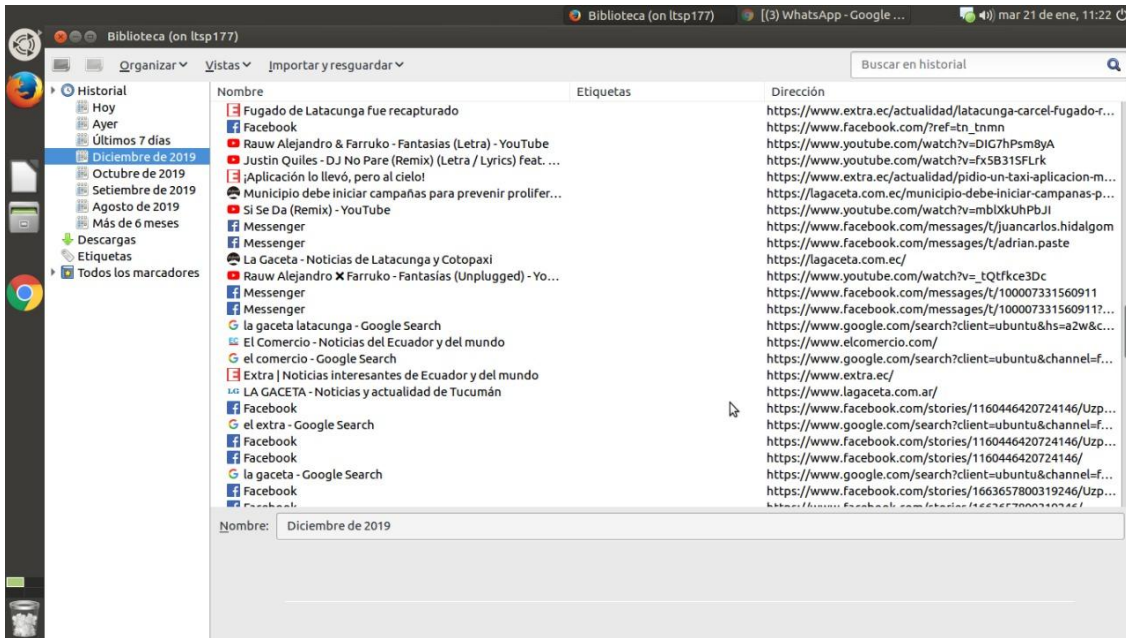 Biblioteca (on ltsp177)
[(3) WhatsApp - Google ...
mar 21 de ene, 11:22
Biblioteca (on ltsp177)
Organizar Vistas Importar y resguardar Buscar en historial
Historial
Hoy
Ayer
Últimos 7 días
Diciembre de 2019
Octubre de 2019
Setiembre de 2019
Agosto de 2019
Más de 6 meses
Descargas
Etiquetas
Todos los marcadores
Nombre Etiquetas Dirección
Fugado de Latacunga fue recapturado https://www.extra.ec/actualidad/latacunga-carcel-fugado-r...
Facebook https://www.facebook.com/?ref=tn_tnmn
Rauw Alejandro & Farruko - Fantasias (Letra) - YouTube https://www.youtube.com/watch?v=DIG7hPsm8yA
Justin Quiles - DJ No Pare (Remix) (Letra / Lyrics) feat. ... https://www.youtube.com/watch?v=fx5B31SFLrk
¡Aplicación lo llevó, pero al cielo! https://www.extra.ec/actualidad/pidio-un-taxi-aplicacion-m...
Municipio debe iniciar campañas para prevenir prolifer... https://lagaceta.com.ec/municipio-debe-iniciar-campanas-p...
Si Se Da (Remix) - YouTube https://www.youtube.com/watch?v=mblXkUhPbJI
Messenger https://www.facebook.com/messages/t/juancarlos.hidalgom
Messenger https://www.facebook.com/messages/t/adrian.paste
La Gaceta - Noticias de Latacunga y Cotopaxi https://lagaceta.com.ec/
Rauw Alejandro ❌ Farruko - Fantasías (Unplugged) - Yo... https://www.youtube.com/watch?v=_tQtfkce3Dc
Messenger https://www.facebook.com/messages/t/100007331560911
Messenger https://www.facebook.com/messages/t/100007331560911?...
la gaceta latacunga - Google Search https://www.google.com/search?client=ubuntu&hs=a2w&c...
El Comercio - Noticias del Ecuador y del mundo https://www.elcomercio.com/
el comercio - Google Search https://www.google.com/search?client=ubuntu&channel=f...
Extra | Noticias interesantes de Ecuador y del mundo https://www.extra.ec/
LA GACETA - Noticias y actualidad de Tucumán https://www.lagaceta.com.ar/
Facebook https://www.facebook.com/stories/1160446420724146/Uzp...
el extra - Google Search https://www.google.com/search?client=ubuntu&channel=f...
Facebook https://www.facebook.com/stories/1160446420724146/Uzp...
Facebook https://www.facebook.com/stories/1160446420724146/
la gaceta - Google Search https://www.google.com/search?client=ubuntu&channel=f...
Facebook https://www.facebook.com/stories/1663657800319246/Uzp...
Facebook https://www.facebook.com/stories/1663657800319246/
Nombre: Diciembre de 2019